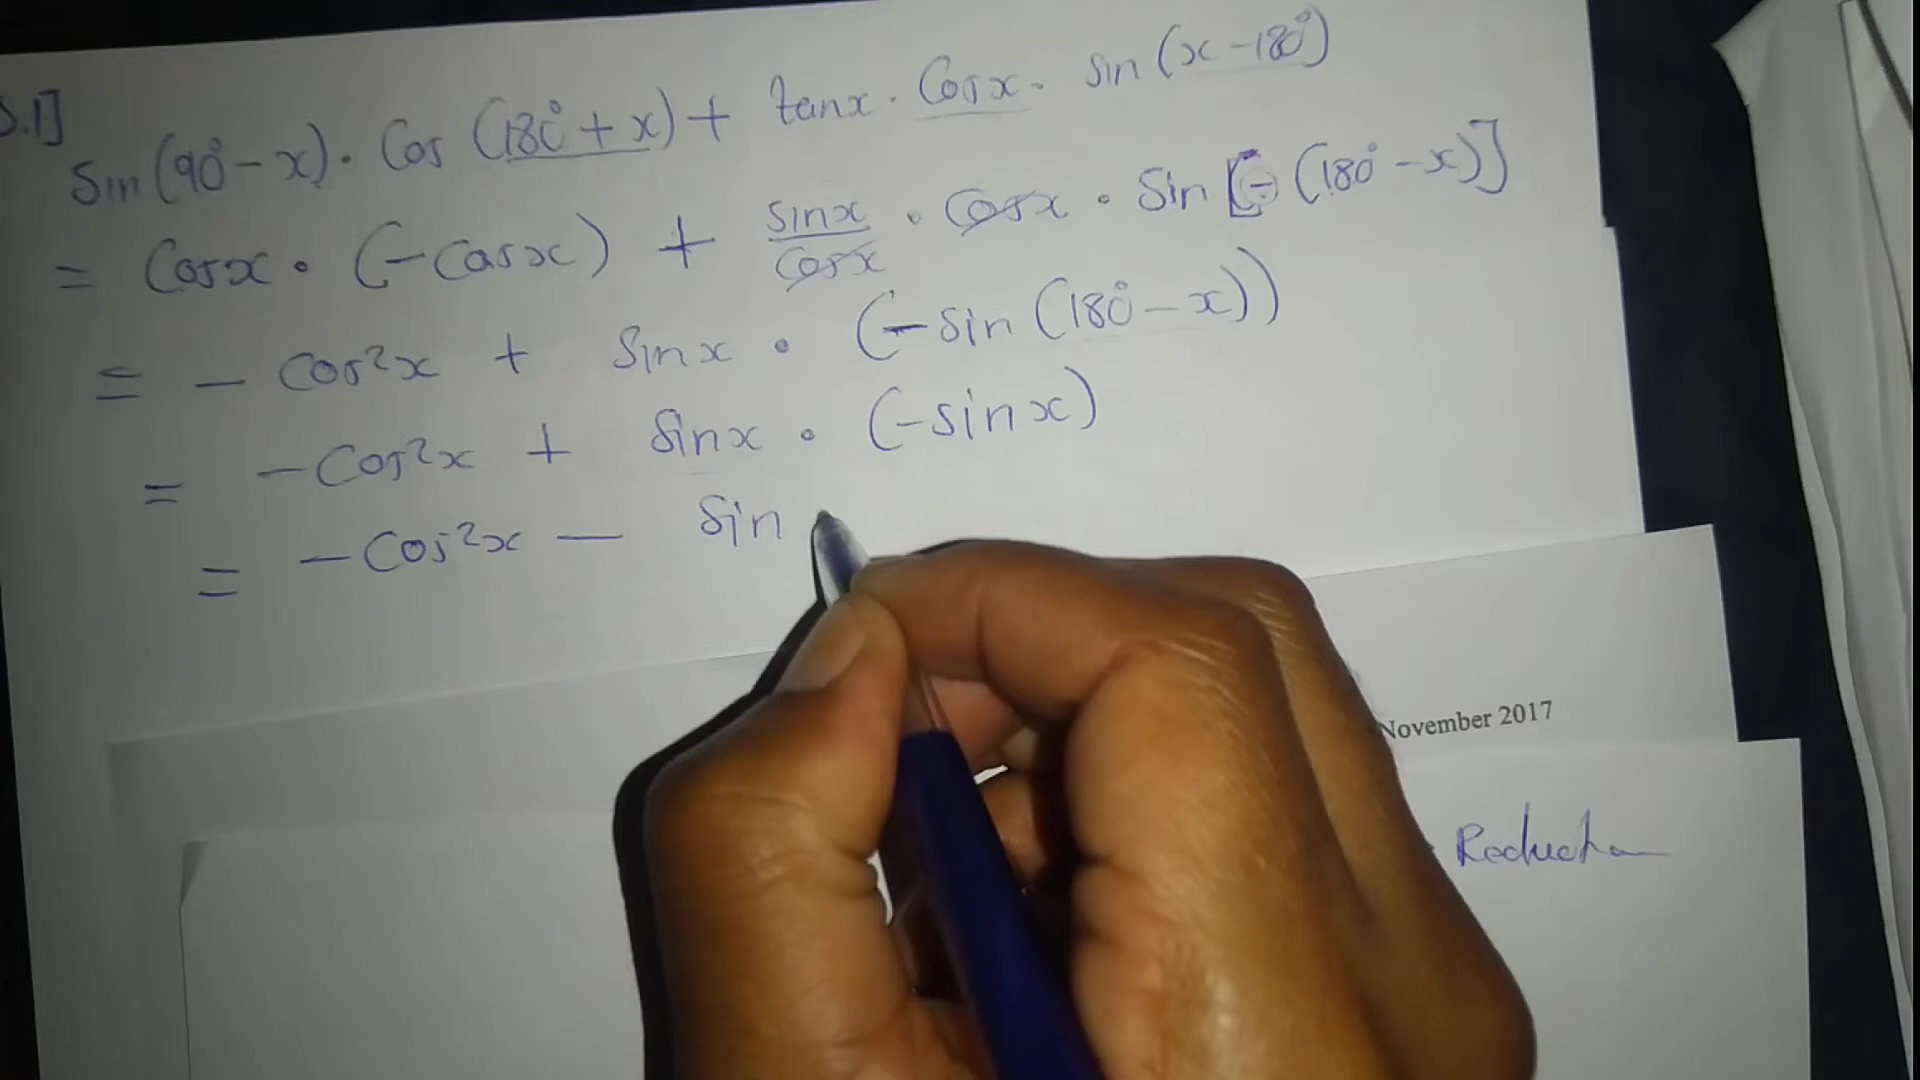 5.1]
sin(90° - x) · Cos (180° + x) + tanx · Cosx · sin (x - 180°)
= Cosx · (-Cosx) + sinx/cosx · Cosx · Sin [- (180° - x)]
= - Cos²x + sinx · (-sin (180° - x))
= -Cos²x + sinx · (-sinx)
= -Cos²x - sin
November 2017
Reduction